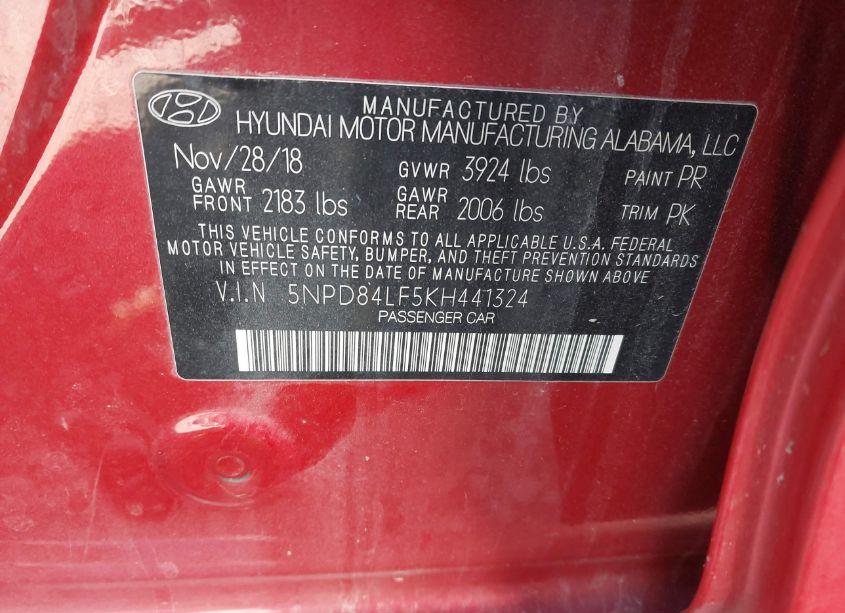 MANUFACTURED BY
HYUNDAI MOTOR MANUFACTURING ALABAMA, LLC
Nov/28/18 GVWR 3924 lbs PAINT PR
GAWR FRONT 2183 lbs GAWR REAR 2006 lbs TRIM PK
THIS VEHICLE CONFORMS TO ALL APPLICABLE U.S.A. FEDERAL
MOTOR VEHICLE SAFETY, BUMPER, AND THEFT PREVENTION STANDARDS
IN EFFECT ON THE DATE OF MANUFACTURE SHOWN ABOVE
V.I.N 5NPD84LF5KH441324
PASSENGER CAR